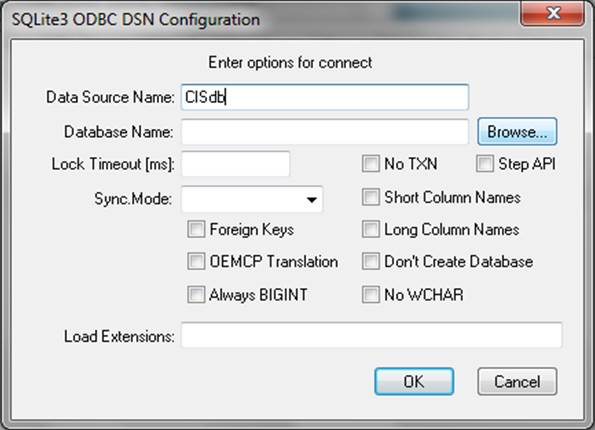 SQLite3 ODBC DSN Configuration
Enter options for connect
Data Source Name: CISdb
Database Name: Browse...
Lock Timeout [ms]: No TXN Step API
Sync.Mode: Short Column Names
Foreign Keys Long Column Names
OEMCP Translation Don't Create Database
Always BIGINT No WCHAR
Load Extensions:
OK Cancel